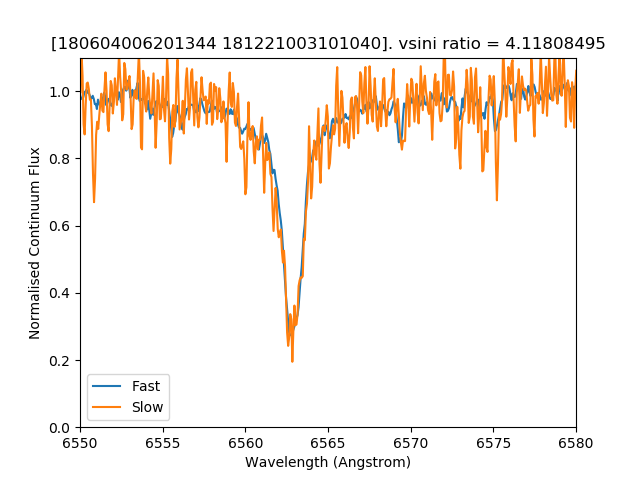 [180604006201344 181221003101040]. vsini ratio = 4.11808495
Normalised Continuum Flux
1.0
0.8
0.6
0.4
0.2
0.0
Fast
Slow
6550 6555 6560 6565 6570 6575 6580
Wavelength (Angstrom)